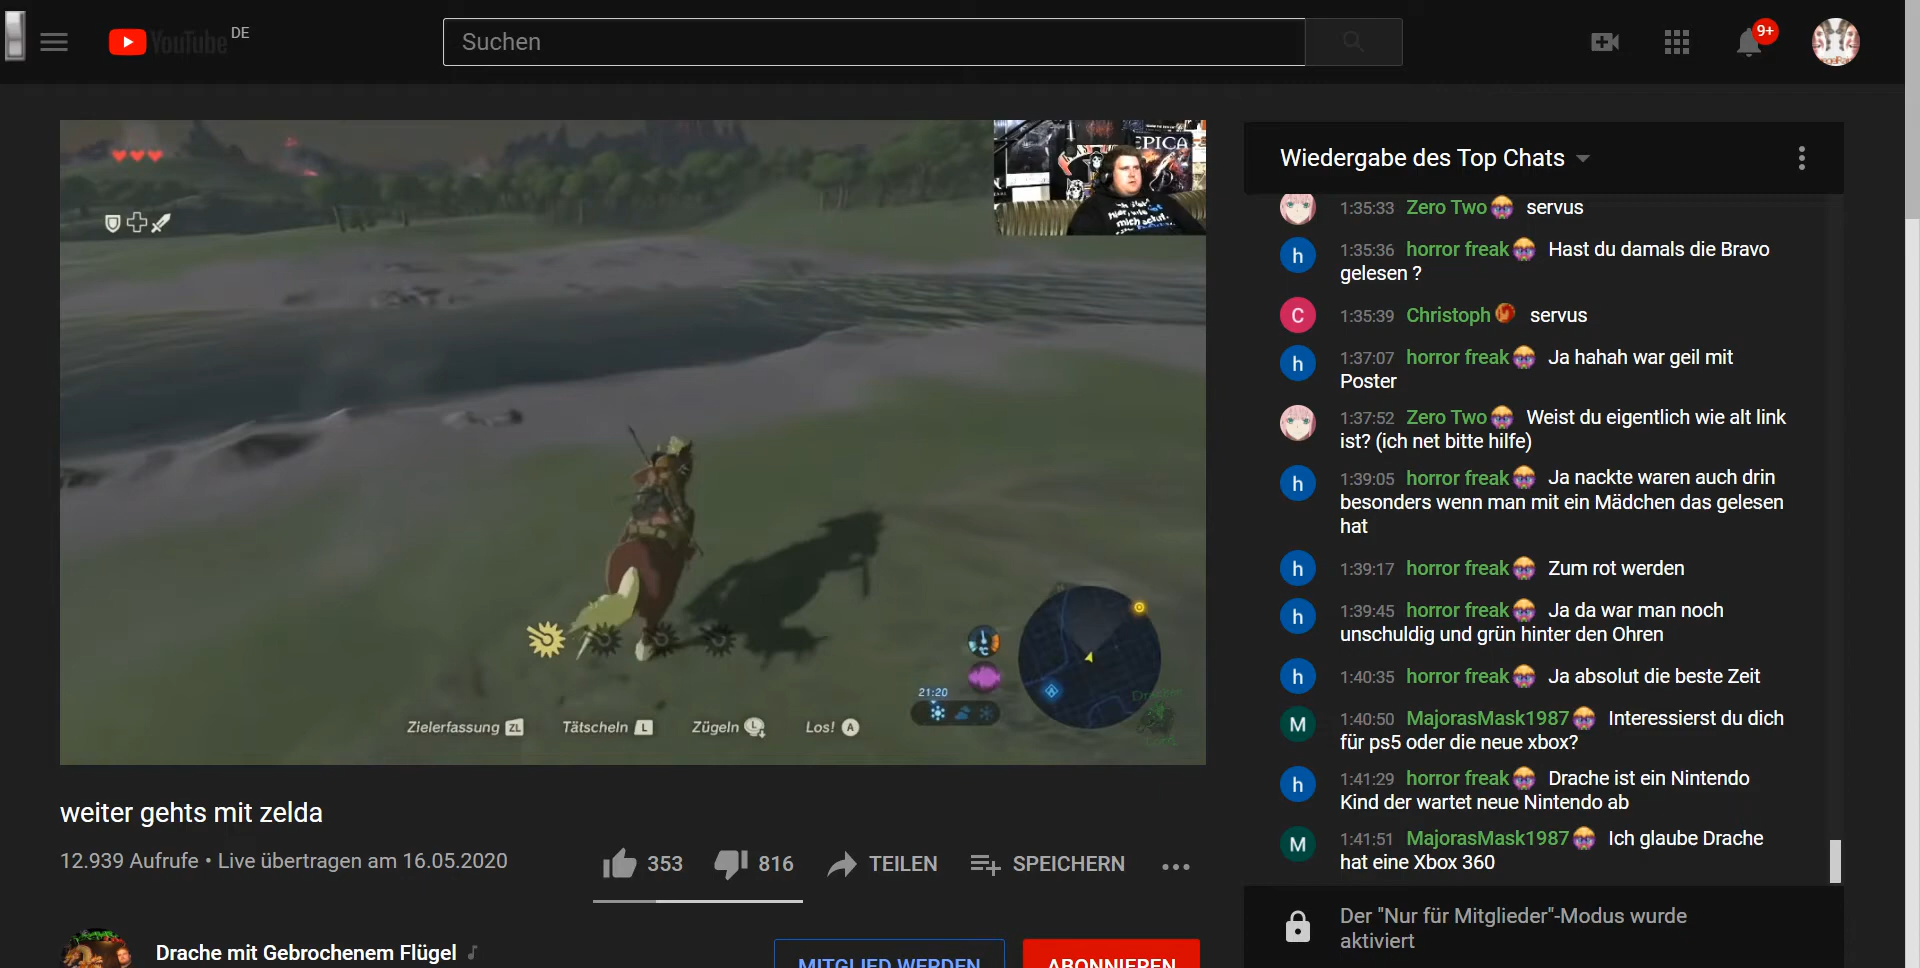 YouTube DE
Suchen
9+
EPICA
Zielerfassung ZL
Tätscheln L
Zügeln L
Los! A
21:20
weiter gehts mit zelda
12.939 Aufrufe • Live übertragen am 16.05.2020
353
816
TEILEN
SPEICHERN
Drache mit Gebrochenem Flügel
MITGLIED WERDEN
ABONNIEREN
Wiedergabe des Top Chats
1:35:33 Zero Two servus
h
1:35:36 horror freak Hast du damals die Bravo
gelesen ?
C
1:35:39 Christoph servus
h
1:37:07 horror freak Ja hahah war geil mit
Poster
1:37:52 Zero Two Weist du eigentlich wie alt link
ist? (ich net bitte hilfe)
h
1:39:05 horror freak Ja nackte waren auch drin
besonders wenn man mit ein Mädchen das gelesen
hat
h
1:39:17 horror freak Zum rot werden
h
1:39:45 horror freak Ja da war man noch
unschuldig und grün hinter den Ohren
h
1:40:35 horror freak Ja absolut die beste Zeit
M
1:40:50 MajorasMask1987 Interessierst du dich
für ps5 oder die neue xbox?
h
1:41:29 horror freak Drache ist ein Nintendo
Kind der wartet neue Nintendo ab
M
1:41:51 MajorasMask1987 Ich glaube Drache
hat eine Xbox 360
Der "Nur für Mitglieder"-Modus wurde
aktiviert